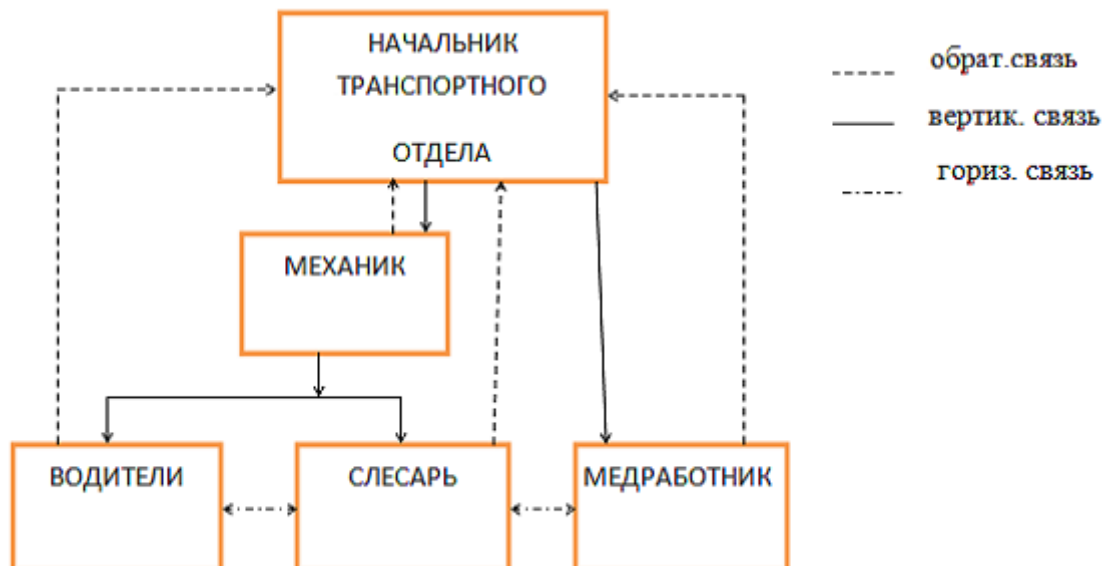 НАЧАЛЬНИК
ТРАНСПОРТНОГО
ОТДЕЛА
обрат.связь
вертик. связь
гориз. связь
МЕХАНИК
ВОДИТЕЛИ
СЛЕСАРЬ
МЕДРАБОТНИК